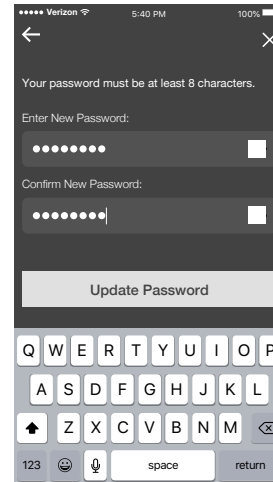 ●●●●● Verizon 5:40 PM 100%
Your password must be at least 8 characters.
Enter New Password:
●●●●●●●●
Confirm New Password:
●●●●●●●●
Update Password
Q W E R T Y U I O P
A S D F G H J K L
Z X C V B N M
123 space return